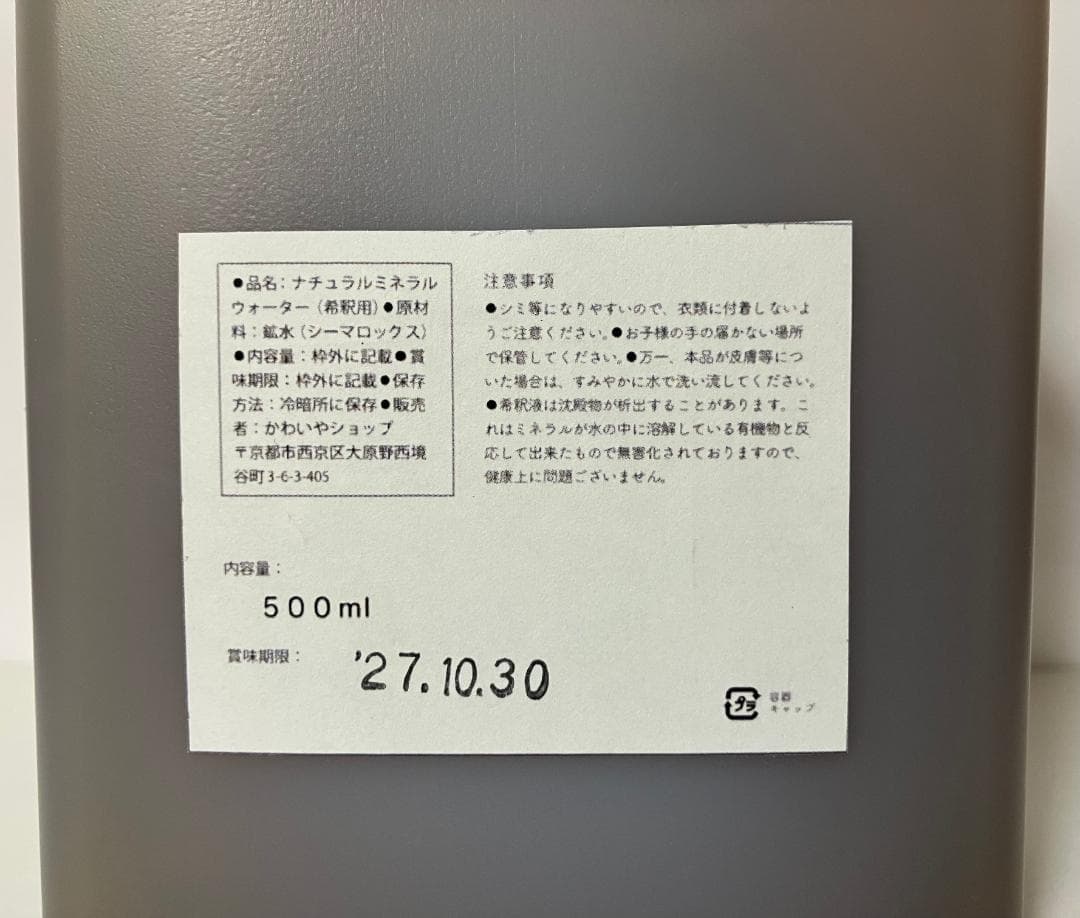 ●品名：ナチュラルミネラル
ウォーター（希釈用）●原材
料：鉱水（シーマロックス）
●内容量：枠外に記載●賞
味期限：枠外に記載●保存
方法：冷暗所に保存●販売
者：かわいやショップ
〒京都市西京区大原野西境
谷町3-6-3-405
注意事項
●シミ等になりやすいので、衣類に付着しないよ
うご注意ください。●お子様の手の届かない場所
で保管してください。●万一、本品が皮膚等につ
いた場合は、すみやかに水で洗い流してください。
●希釈液は沈殿物が析出することがあります。こ
れはミネラルが水の中に溶解している有機物と反
応して出来たもので無害化されておりますので、
健康上に問題ございません。
内容量：
500ml
賞味期限：
'27.10.30
プラ
容器
キャップ